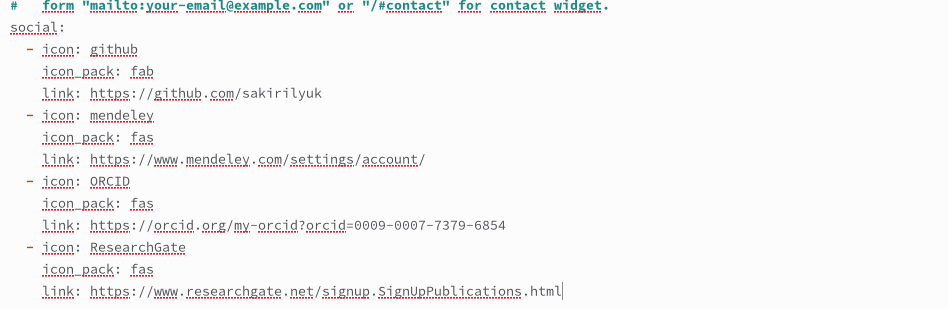 #   form "mailto:your-email@example.com" or "/#contact" for contact widget.
social:
  - icon: github
    icon_pack: fab
    link: https://github.com/sakirilyuk
  - icon: mendeley
    icon_pack: fas
    link: https://www.mendeley.com/settings/account/
  - icon: ORCID
    icon_pack: fas
    link: https://orcid.org/my-orcid?orcid=0009-0007-7379-6854
  - icon: ResearchGate
    icon_pack: fas
    link: https://www.researchgate.net/signup.SignUpPublications.html